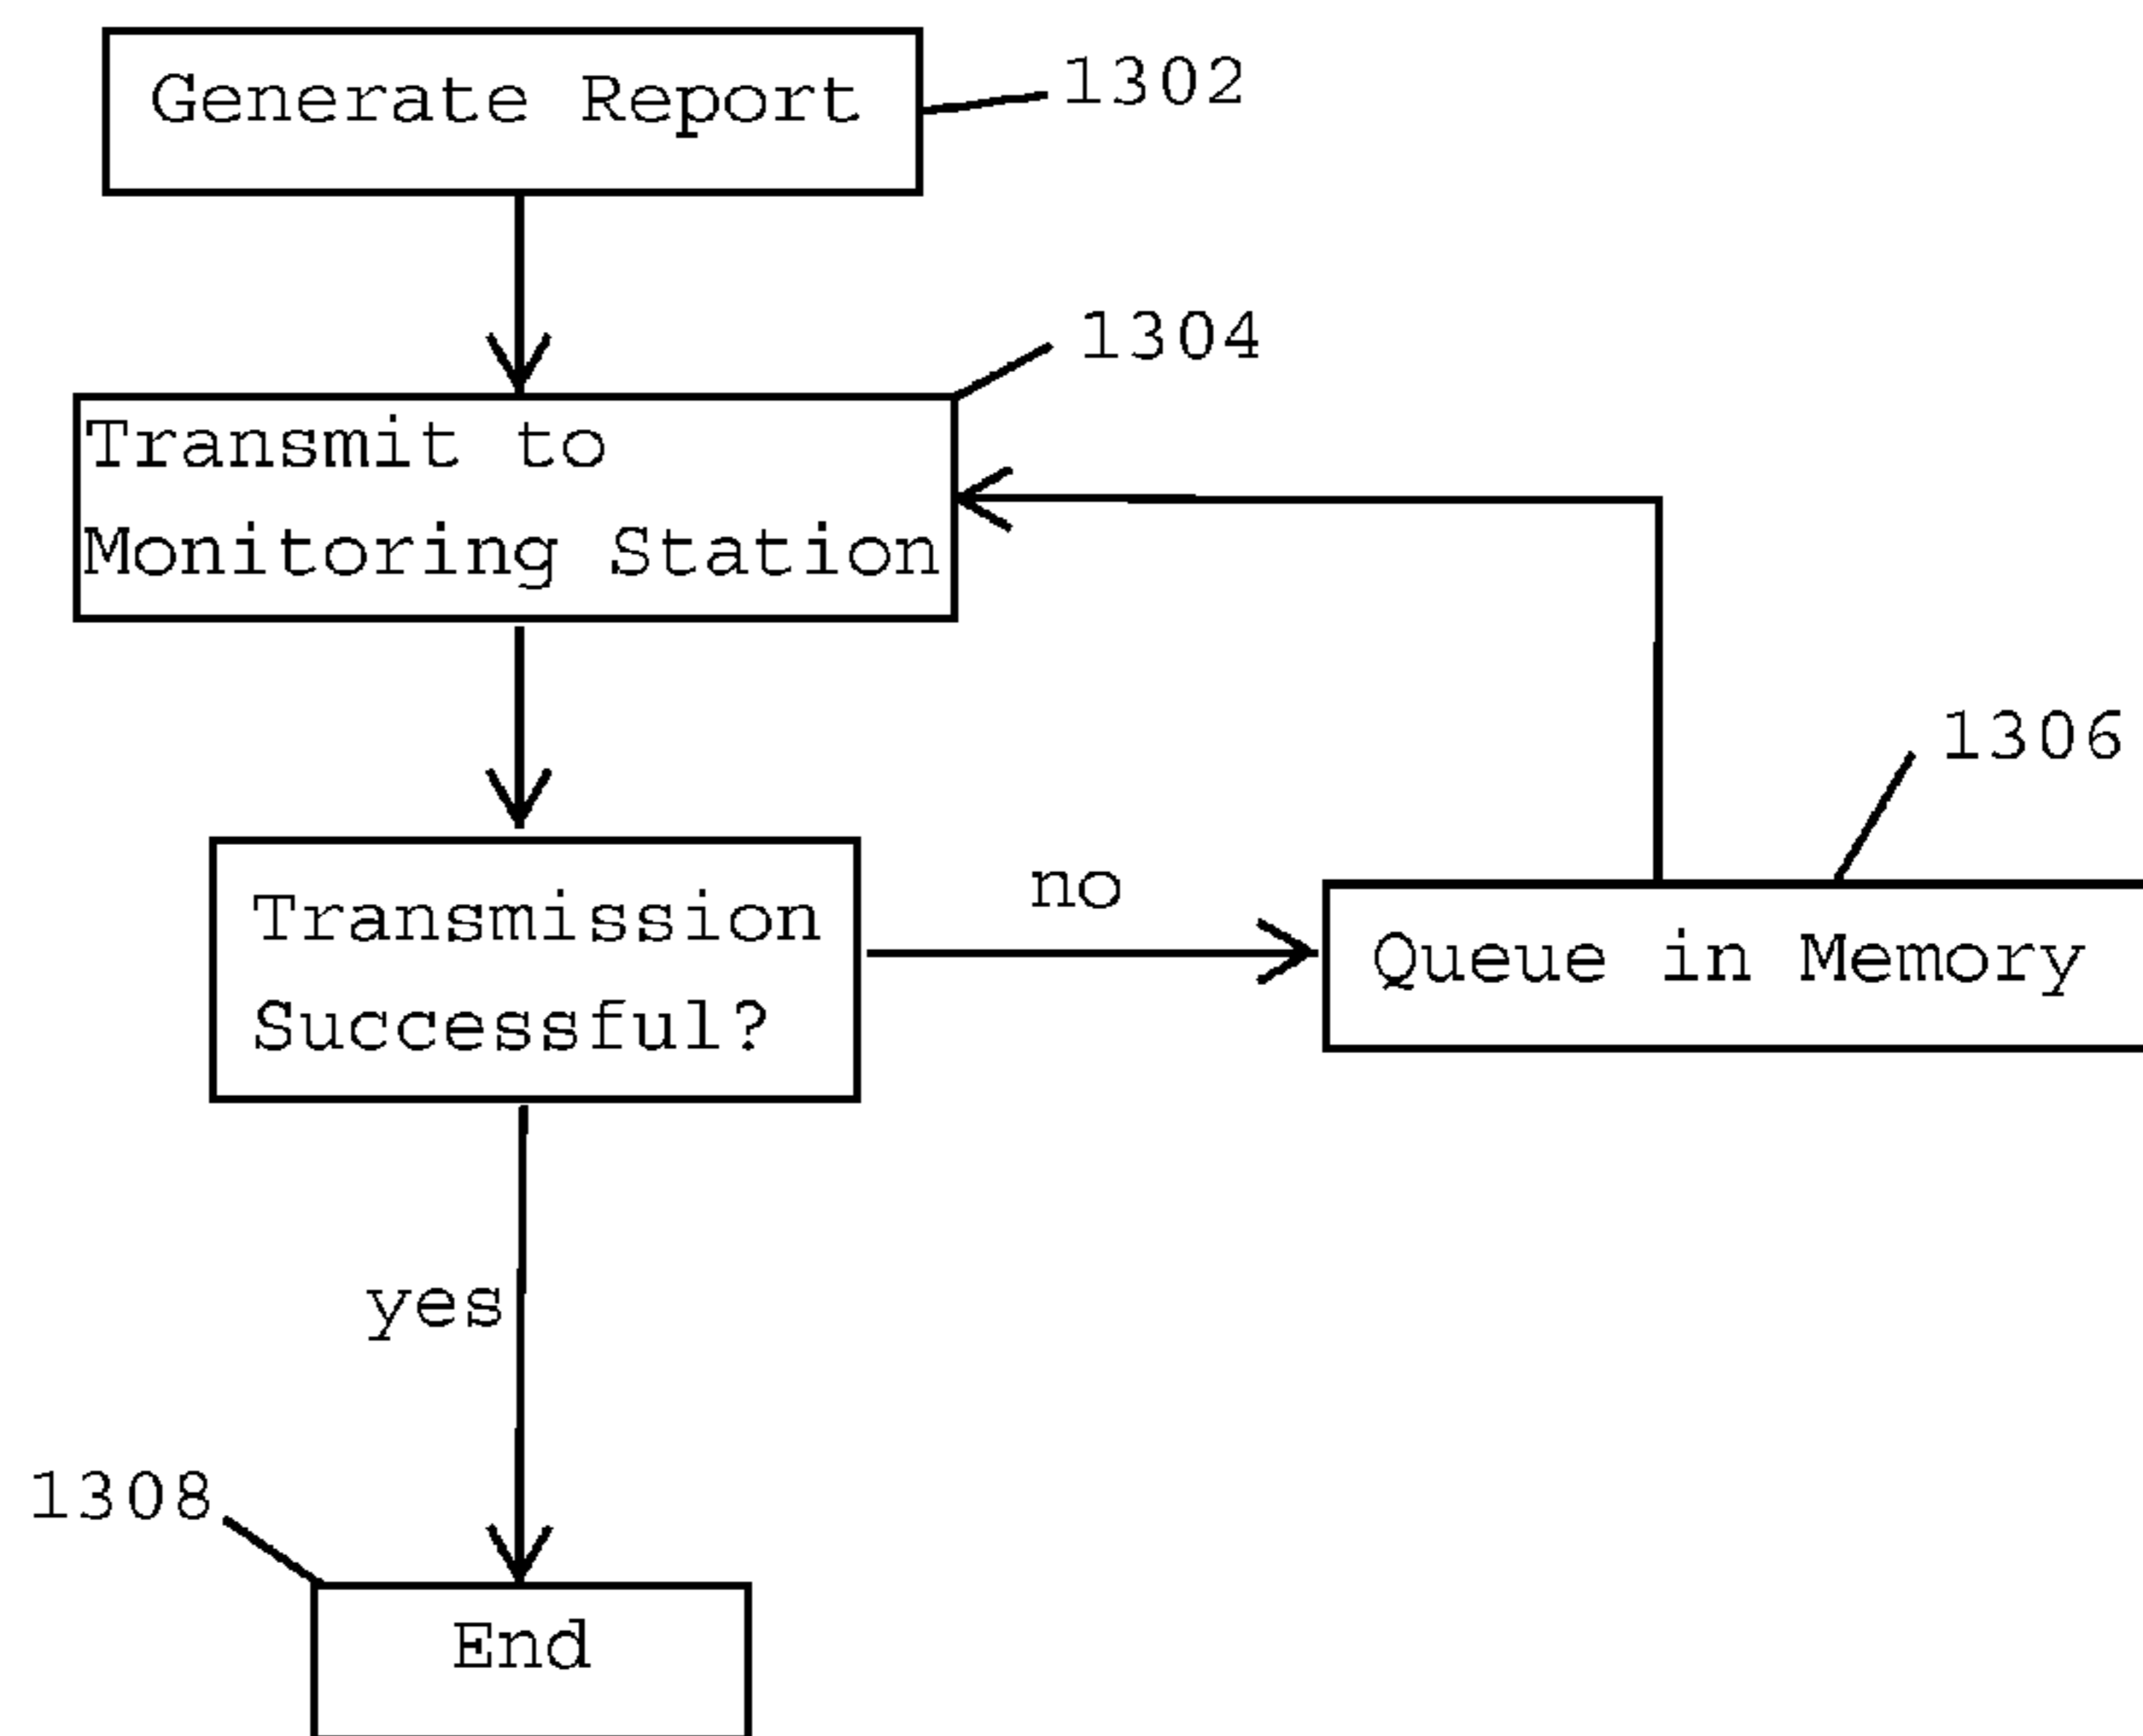 Generate Report
1302
1304
Transmit to
Monitoring Station
1306
no
Transmission
Successful?
Queue in Memory
yes
1308
End